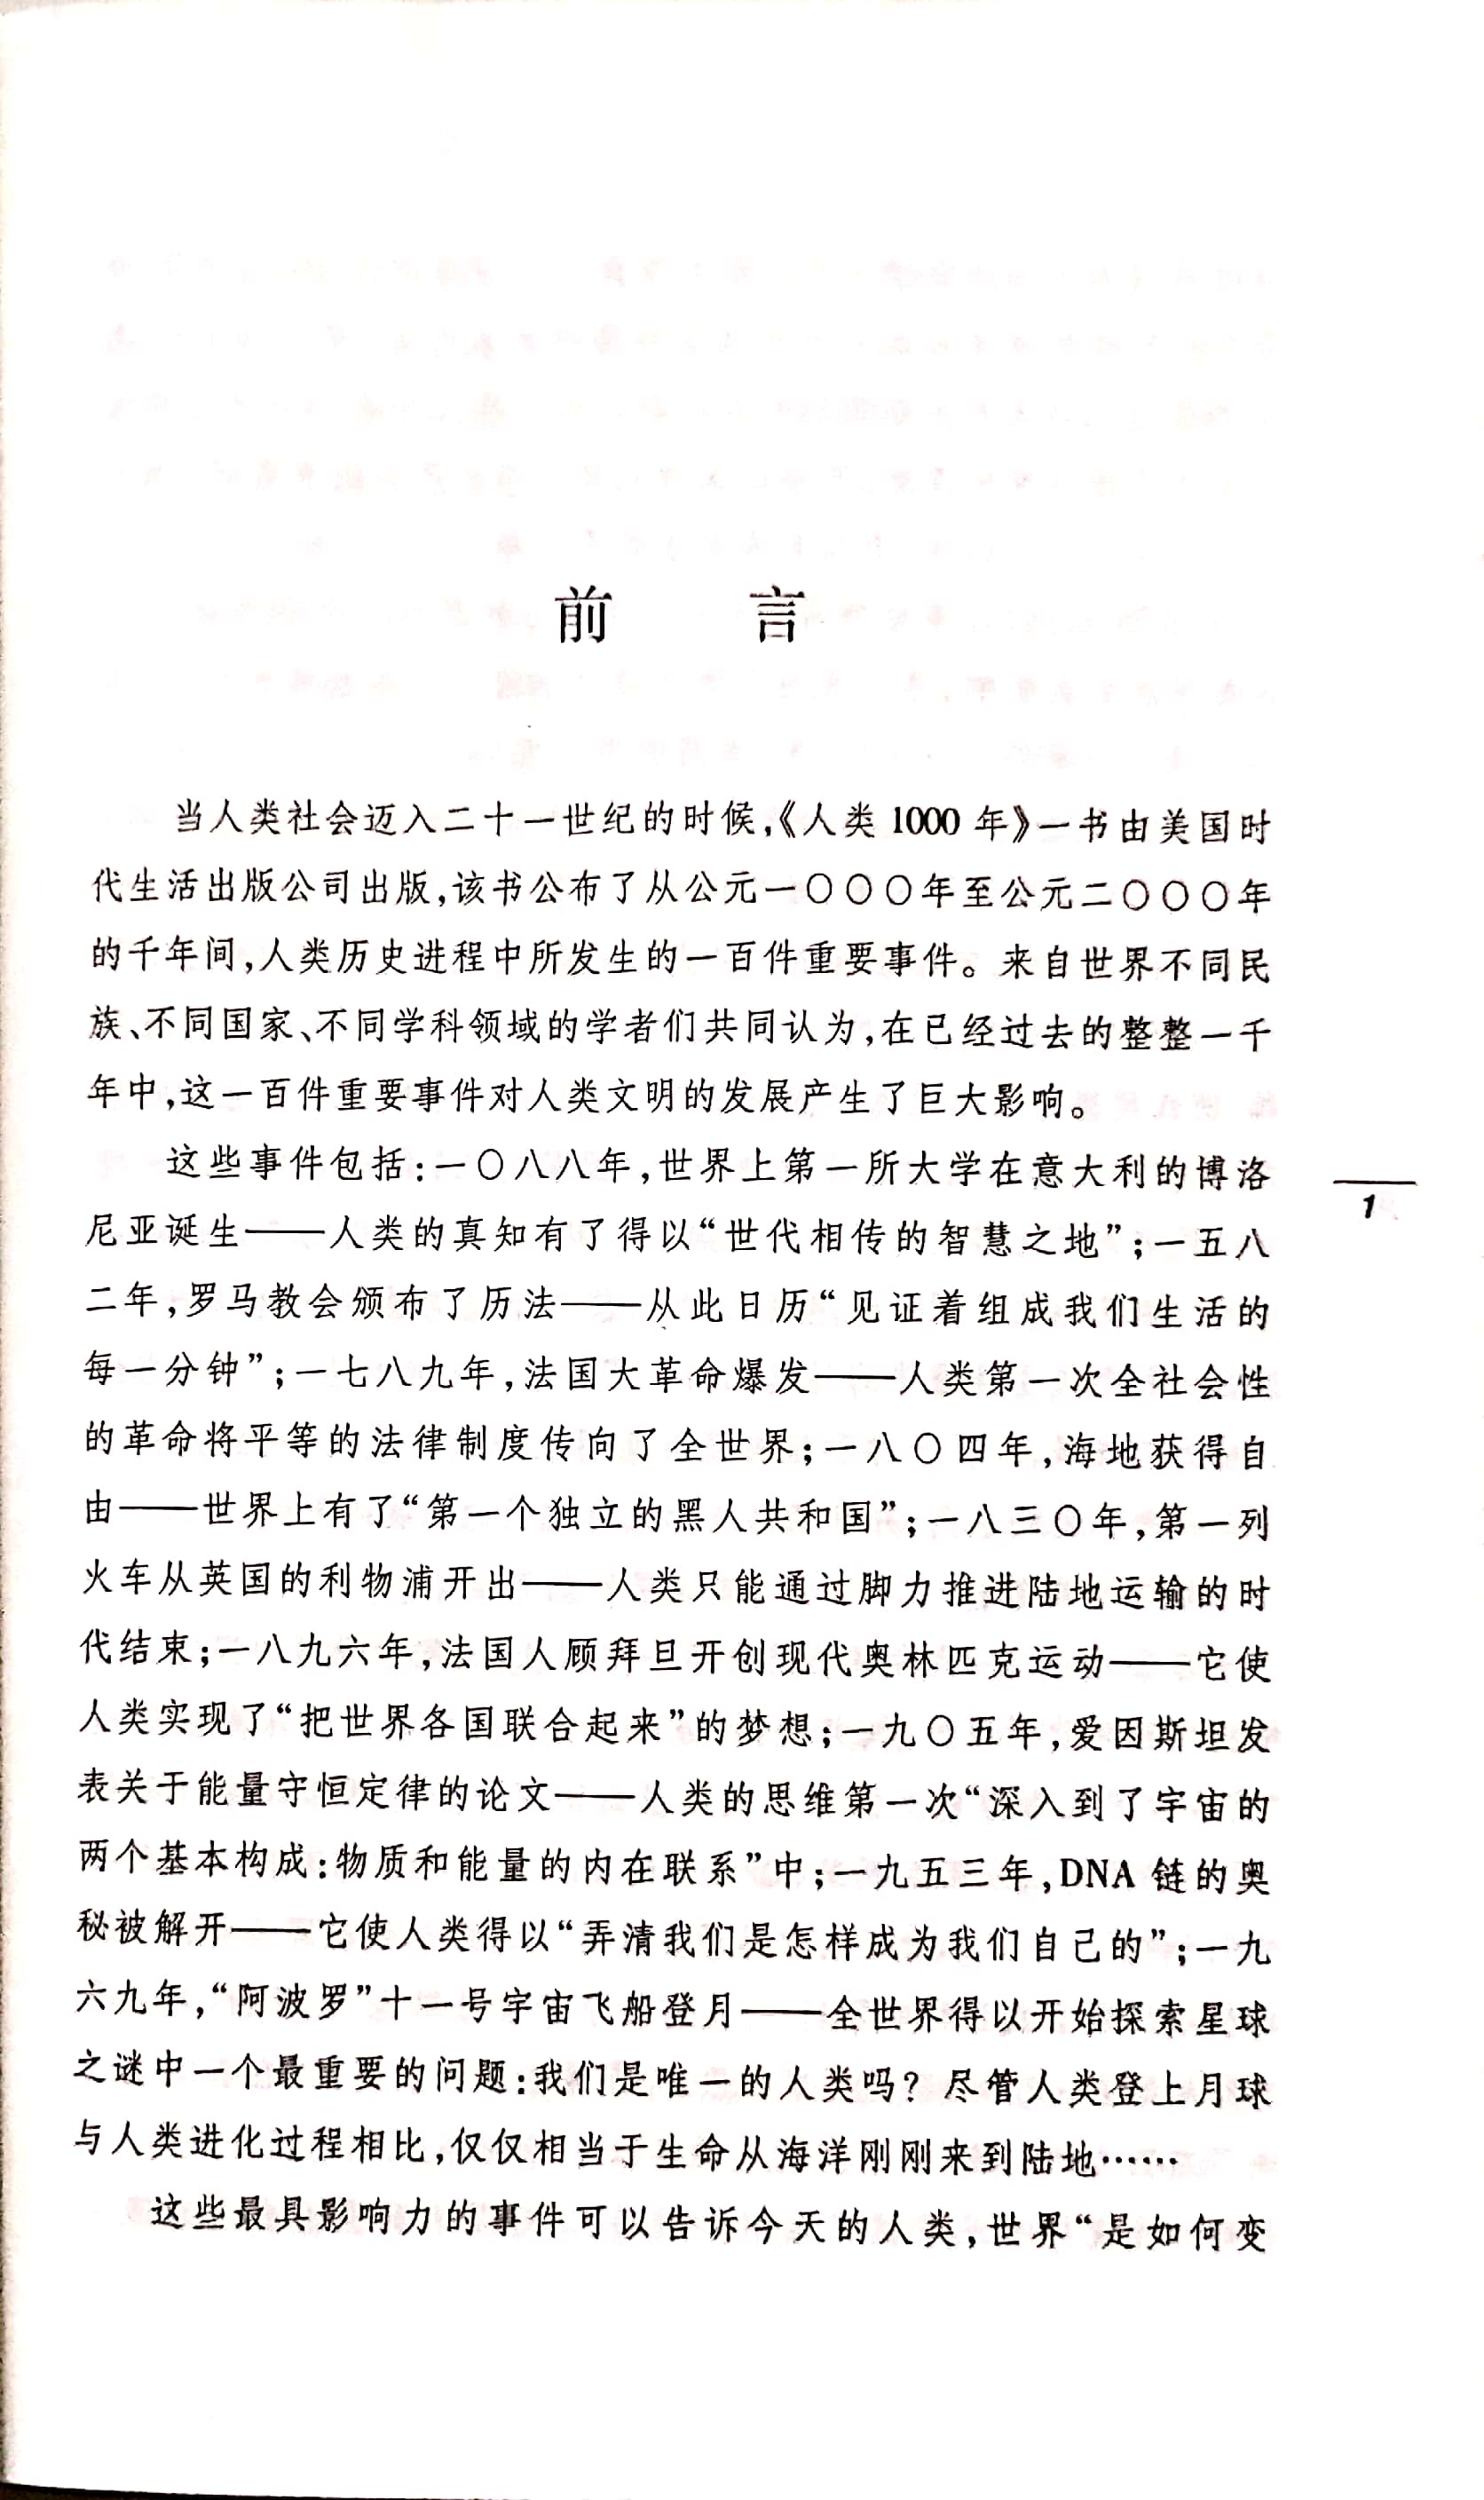 前　　言
当人类社会迈入二十一世纪的时候,《人类 1000 年》一书由美国时
代生活出版公司出版,该书公布了从公元一〇〇〇年至公元二〇〇〇年
的千年间,人类历史进程中所发生的一百件重要事件。来自世界不同民
族、不同国家、不同学科领域的学者们共同认为,在已经过去的整整一千
年中,这一百件重要事件对人类文明的发展产生了巨大影响。
这些事件包括:一〇八八年,世界上第一所大学在意大利的博洛
尼亚诞生——人类的真知有了得以“世代相传的智慧之地”;一五八
二年,罗马教会颁布了历法——从此日历“见证着组成我们生活的
每一分钟”;一七八九年,法国大革命爆发——人类第一次全社会性
的革命将平等的法律制度传向了全世界;一八〇四年,海地获得自
由——世界上有了“第一个独立的黑人共和国”;一八三〇年,第一列
火车从英国的利物浦开出——人类只能通过脚力推进陆地运输的时
代结束;一八九六年,法国人顾拜旦开创现代奥林匹克运动——它使
人类实现了“把世界各国联合起来”的梦想;一九〇五年,爱因斯坦发
表关于能量守恒定律的论文——人类的思维第一次“深入到了宇宙的
两个基本构成:物质和能量的内在联系”中;一九五三年,DNA 链的奥
秘被解开——它使人类得以“弄清我们是怎样成为我们自己的”;一九
六九年,“阿波罗”十一号宇宙飞船登月——全世界得以开始探索星球
之谜中一个最重要的问题:我们是唯一的人类吗? 尽管人类登上月球
与人类进化过程相比,仅仅相当于生命从海洋刚刚来到陆地……
这些最具影响力的事件可以告诉今天的人类,世界“是如何变
1